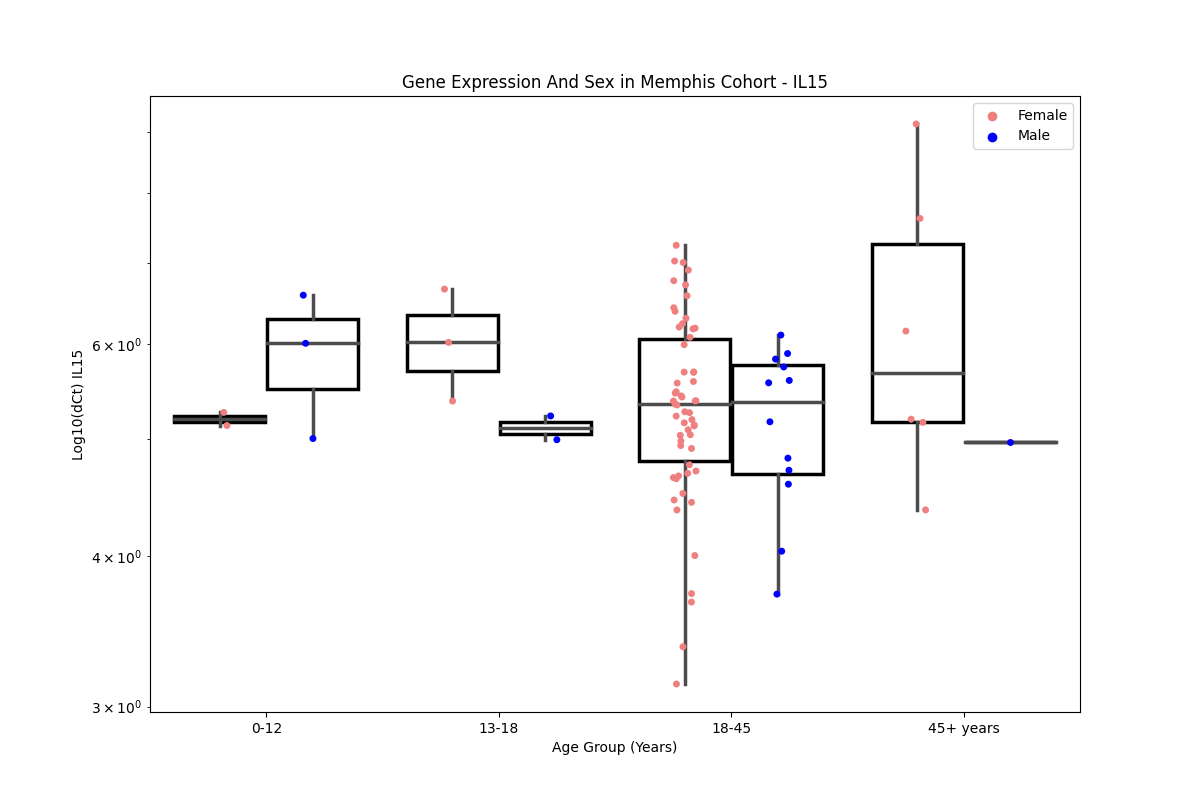 Gene Expression And Sex in Memphis Cohort - IL15
Female
Male
Log10(dCt) IL15
6 × 10⁰
4 × 10⁰
3 × 10⁰
0-12
13-18
18-45
45+ years
Age Group (Years)